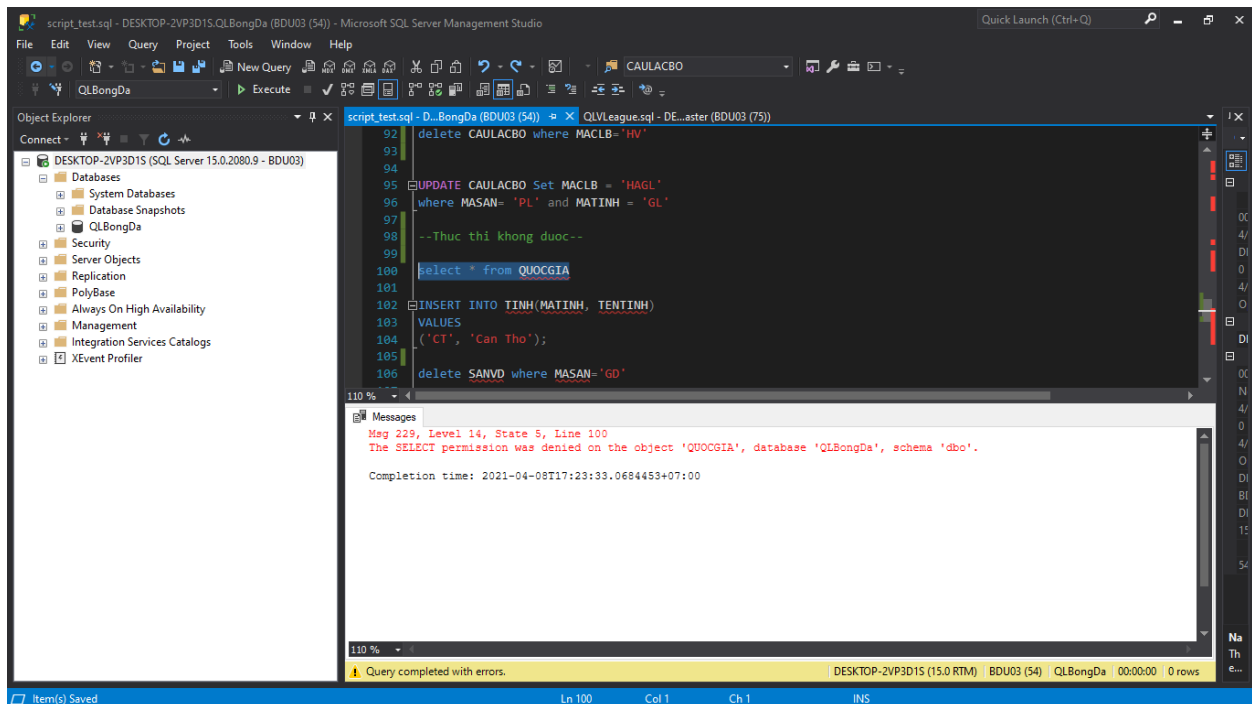 script_test.sql - DESKTOP-2VP3D1S.QLBongDa (BDU03 (54)) - Microsoft SQL Server Management Studio
Quick Launch (Ctrl+Q)
File Edit View Query Project Tools Window Help
New Query
CAULACBO
QLBongDa
Execute
Object Explorer
Connect
DESKTOP-2VP3D1S (SQL Server 15.0.2080.9 - BDU03)
Databases
System Databases
Database Snapshots
QLBongDa
Security
Server Objects
Replication
PolyBase
Always On High Availability
Management
Integration Services Catalogs
XEvent Profiler
script_test.sql - D...BongDa (BDU03 (54))
QLVLeague.sql - DE...aster (BDU03 (75))
92 delete CAULACBO where MACLB='HV'
93
94
95 UPDATE CAULACBO Set MACLB = 'HAGL'
96 where MASAN= 'PL' and MATINH = 'GL'
97
98 --Thuc thi khong duoc--
99
100 select * from QUOCGIA
101
102 INSERT INTO TINH(MATINH, TENTINH)
103 VALUES
104 ('CT', 'Can Tho');
105
106 delete SANVD where MASAN='GD'
110 %
Messages
Msg 229, Level 14, State 5, Line 100
The SELECT permission was denied on the object 'QUOCGIA', database 'QLBongDa', schema 'dbo'.
Completion time: 2021-04-08T17:23:33.0684453+07:00
110 %
Query completed with errors.
DESKTOP-2VP3D1S (15.0 RTM) BDU03 (54) QLBongDa 00:00:00 0 rows
Na
Th
e...
Item(s) Saved
Ln 100 Col 1 Ch 1 INS